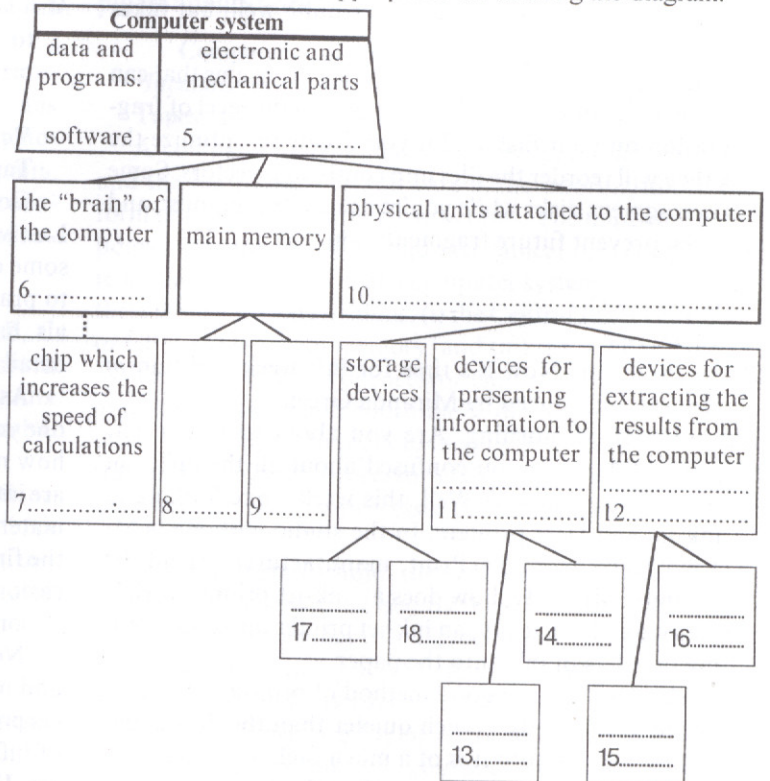 diagram.
Computer system
data and
programs:
software
electronic and
mechanical parts
5
the "brain" of
the computer
6
main memory
physical units attached to the computer
10
chip which
increases the
speed of
calculations
7
8
9
storage
devices
devices for
presenting
information to
the computer
11
devices for
extracting the
results from
the computer
12
17
18
14
16
13
15